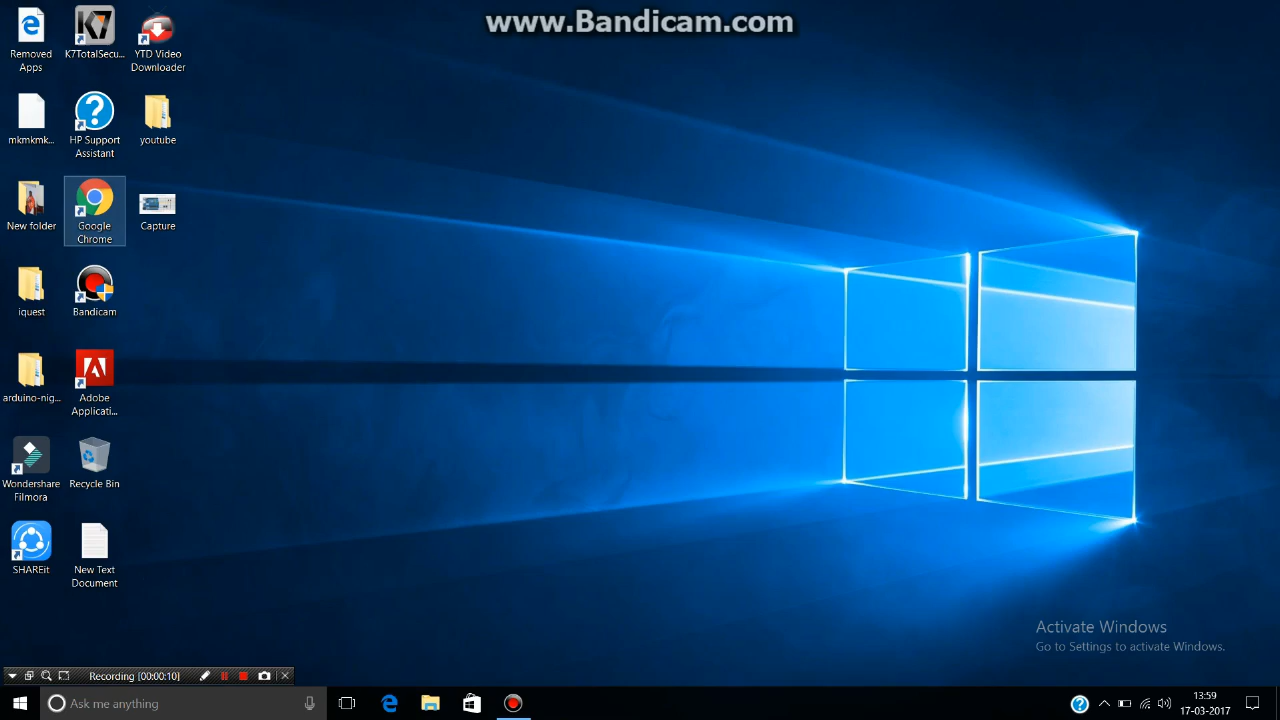 www.Bandicam.com
Removed Apps
K7TotalSecu...
YTD Video Downloader
mkmkmk...
HP Support Assistant
youtube
New folder
Google Chrome
Capture
iquest
Bandicam
arduino-nig...
Adobe Applicati...
Wondershare Filmora
Recycle Bin
SHAREit
New Text Document
Activate Windows
Go to Settings to activate Windows.
Recording [00:00:10]
Ask me anything
13:59
17-03-2017